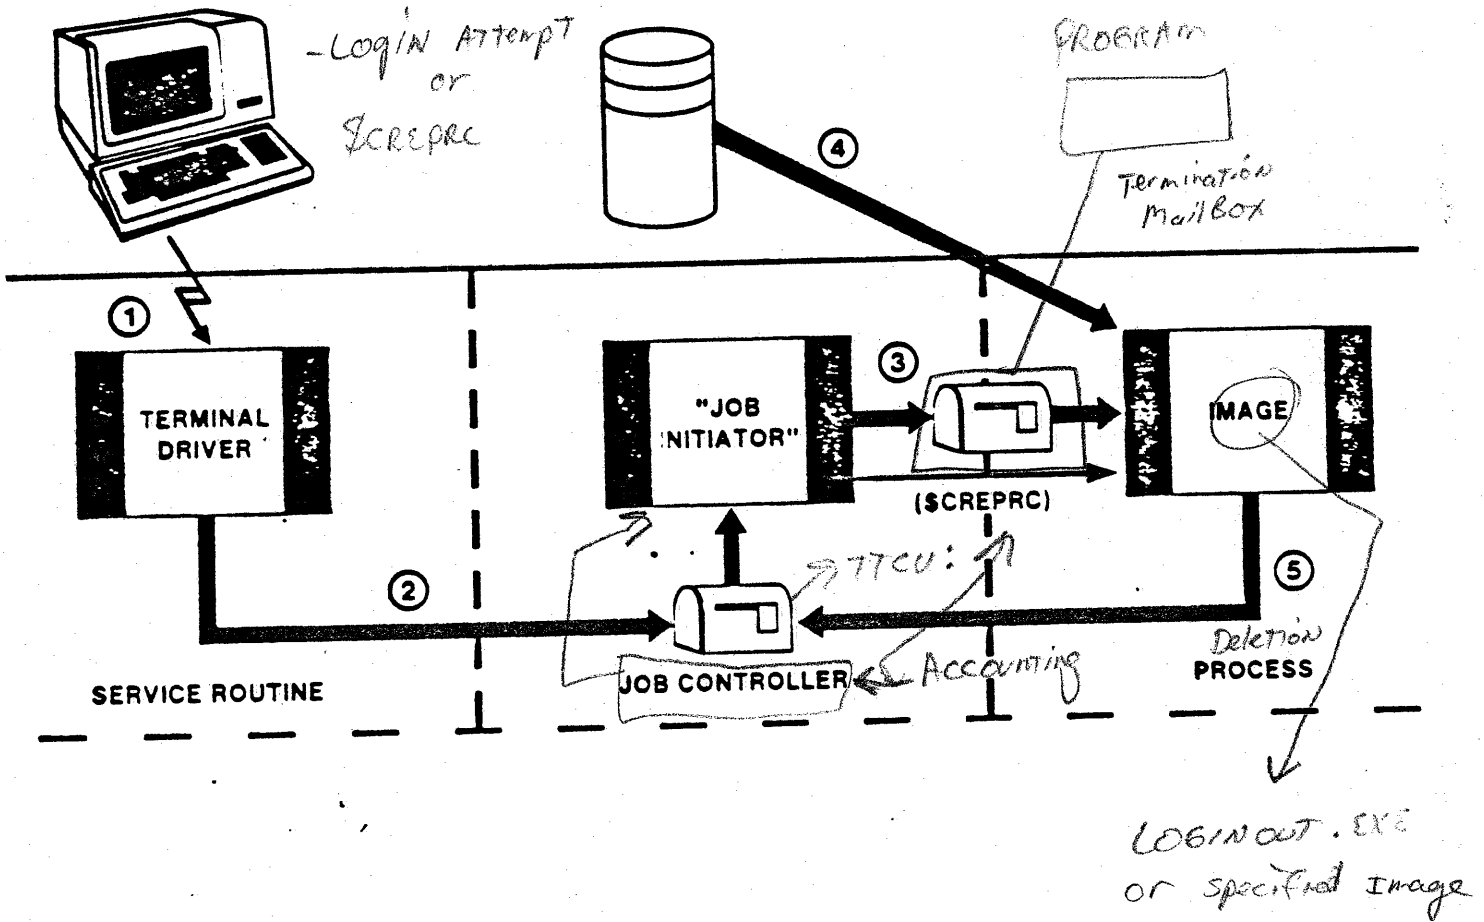 -Login Attempt
or
$CREPRC
PROGRAM
Termination
MailBox
4
1
3
TERMINAL
DRIVER
"JOB
INITIATOR"
IMAGE
($CREPRC)
2
5
Accounting
Deletion
SERVICE ROUTINE
JOB CONTROLLER
PROCESS
LOGINOUT.EXE
or specified Image